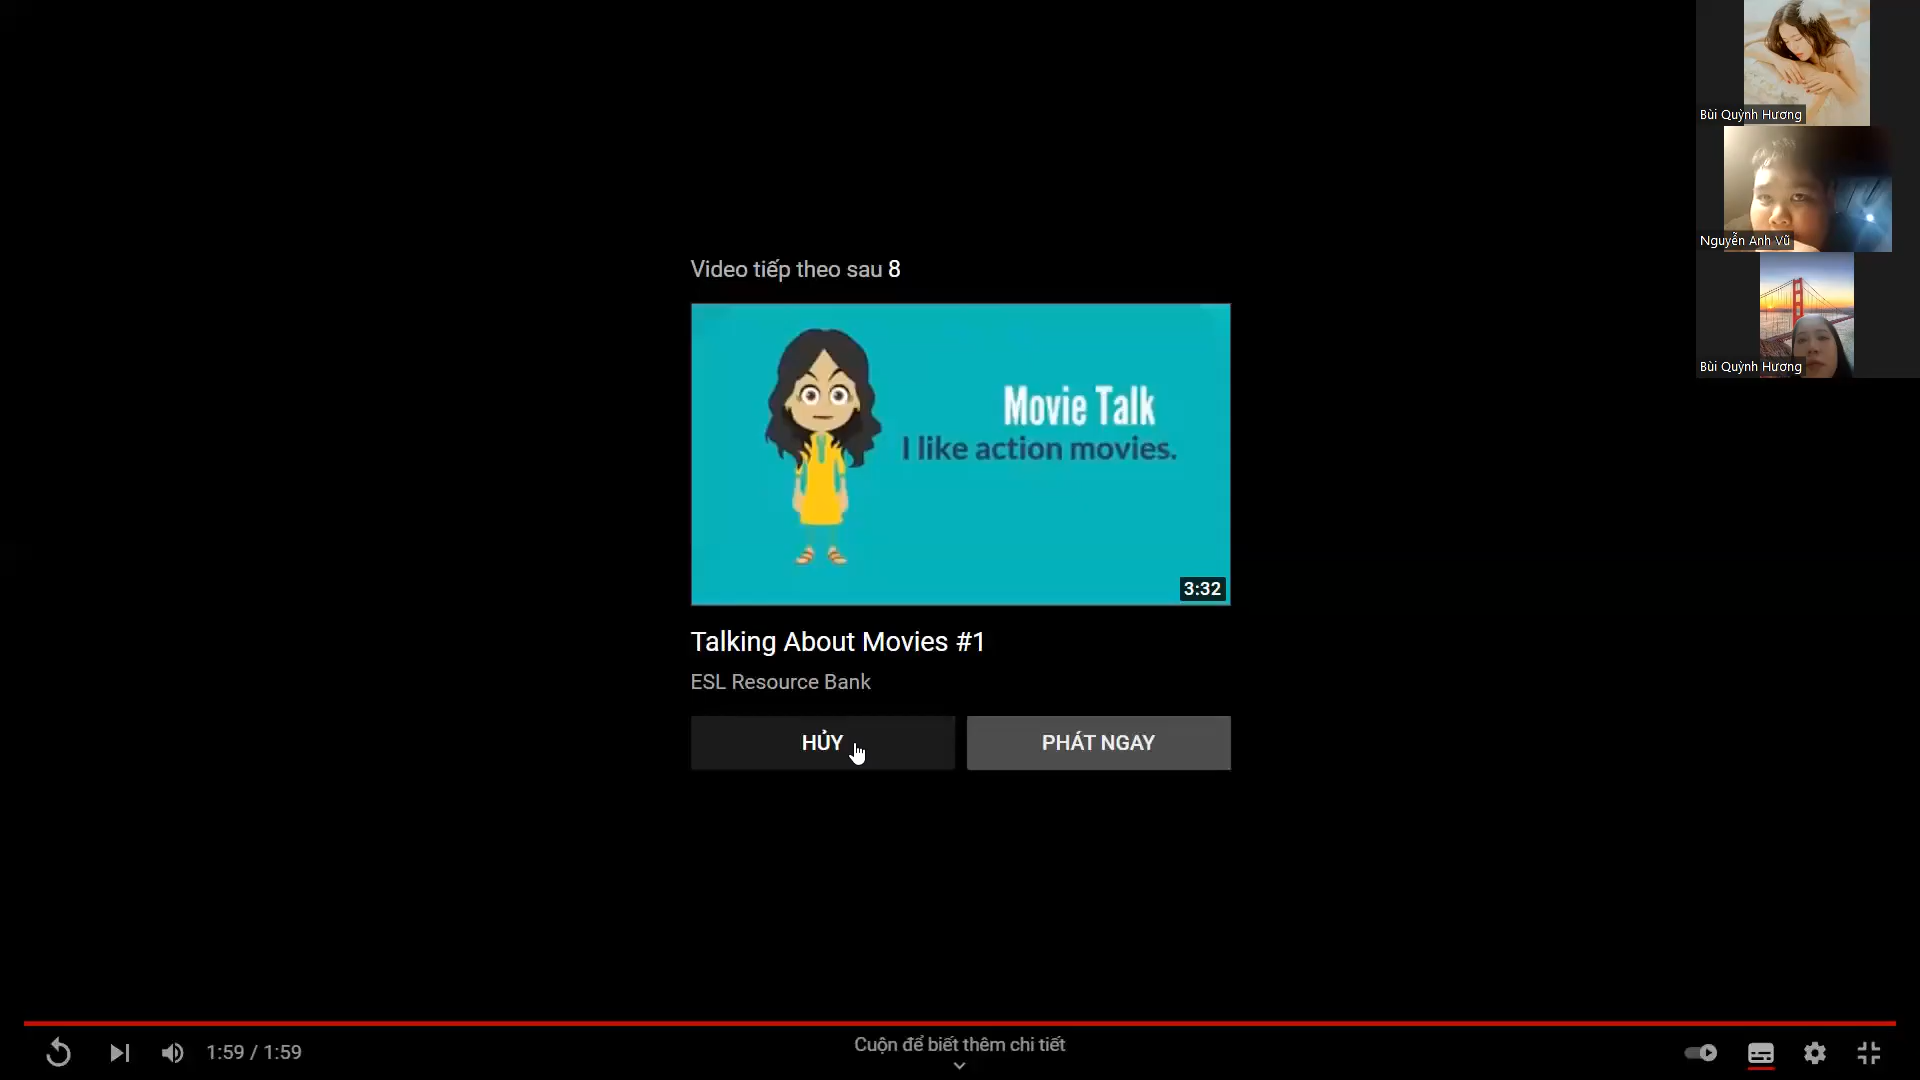 Bùi Quỳnh Hương
Nguyễn Anh Vũ
Bùi Quỳnh Hương
Video tiếp theo sau 8
Movie Talk
I like action movies.
3:32
Talking About Movies #1
ESL Resource Bank
HỦY
PHÁT NGAY
1:59 / 1:59
Cuộn để biết thêm chi tiết